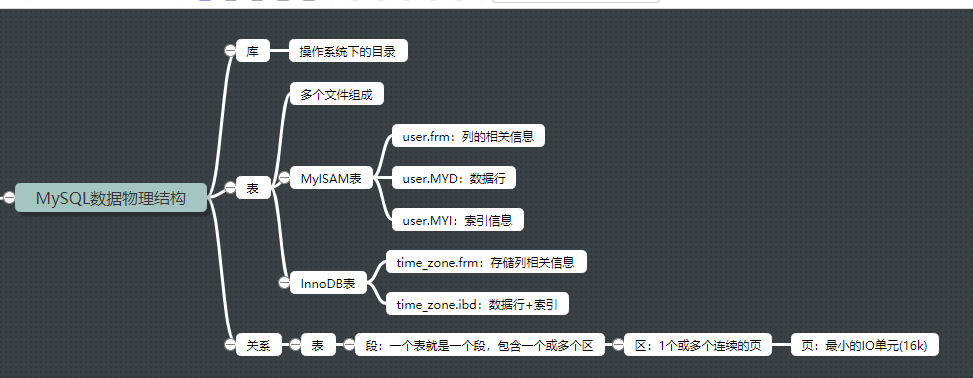 MySQL数据物理结构
库
操作系统下的目录
表
多个文件组成
MyISAM表
user.frm：列的相关信息
user.MYD：数据行
user.MYI：索引信息
InnoDB表
time_zone.frm：存储列相关信息
time_zone.ibd：数据行+索引
关系
表
段：一个表就是一个段，包含一个或多个区
区：1个或多个连续的页
页：最小的IO单元(16k)